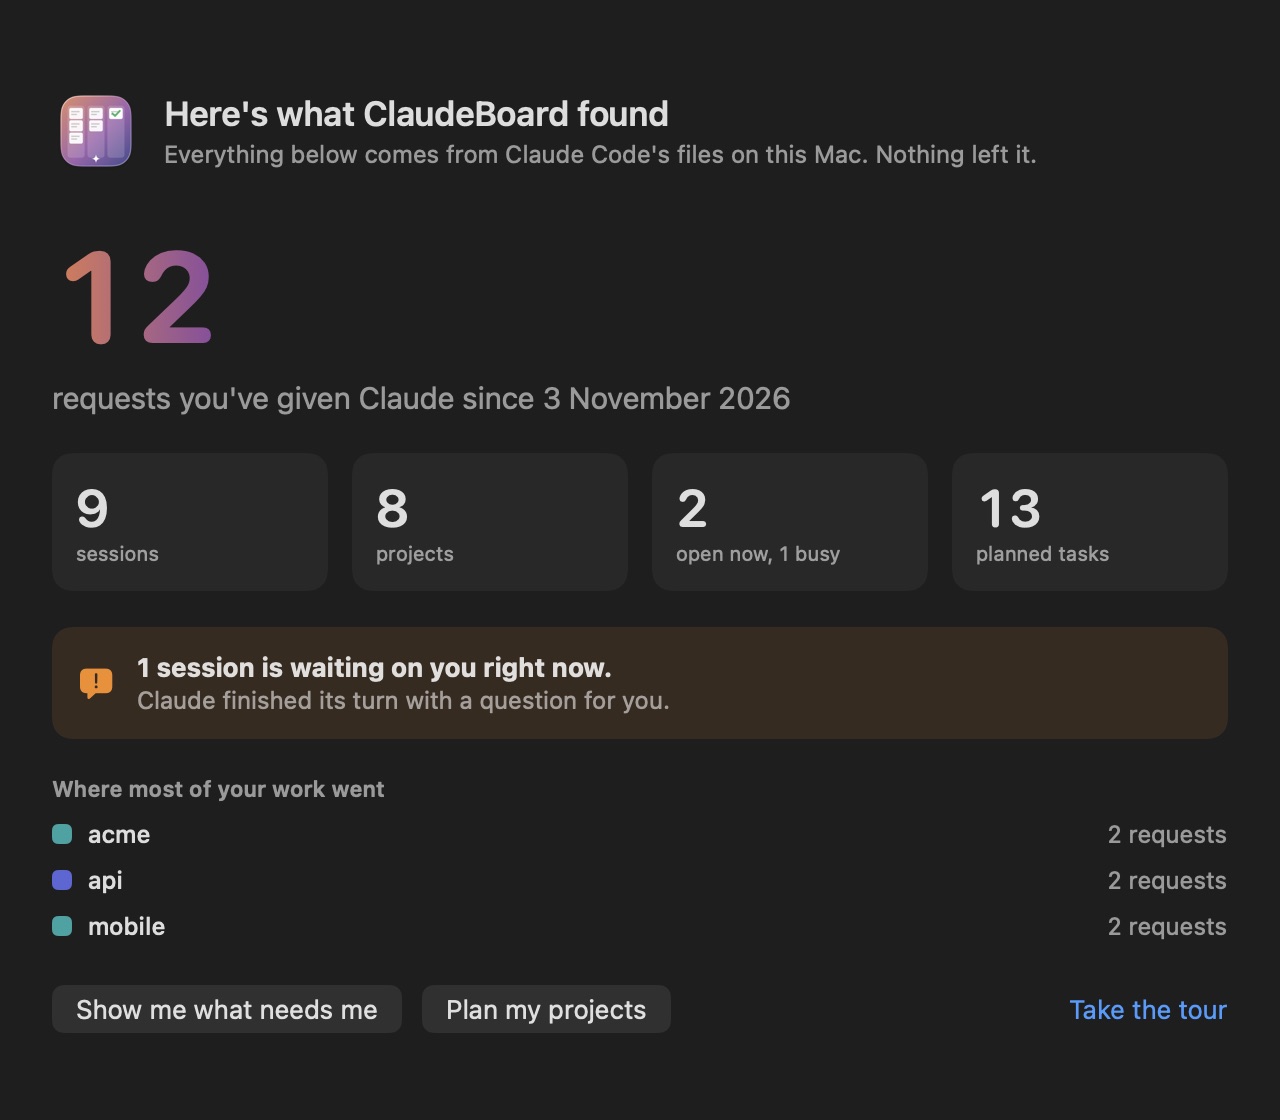 Here's what ClaudeBoard found
Everything below comes from Claude Code's files on this Mac. Nothing left it.
12
requests you've given Claude since 3 November 2026
9
sessions
8
projects
2
open now, 1 busy
13
planned tasks
1 session is waiting on you right now.
Claude finished its turn with a question for you.
Where most of your work went
acme 2 requests
api 2 requests
mobile 2 requests
Show me what needs me
Plan my projects
Take the tour